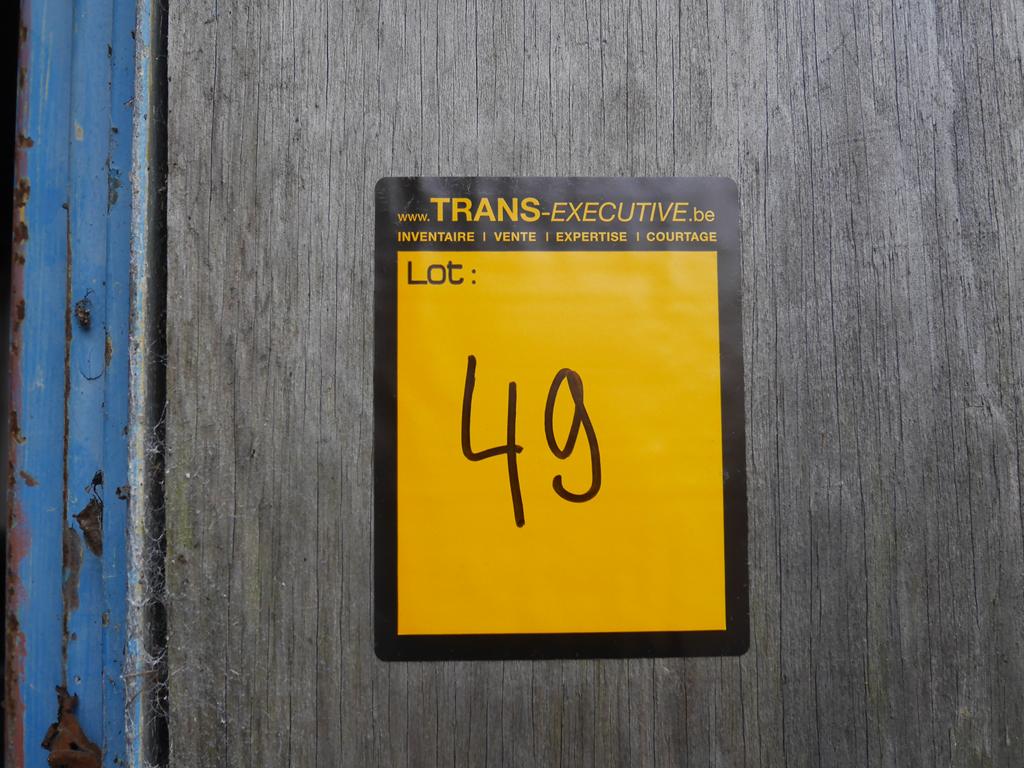 www.TRANS-EXECUTIVE.be
INVENTAIRE | VENTE | EXPERTISE | COURTAGE
Lot:
49